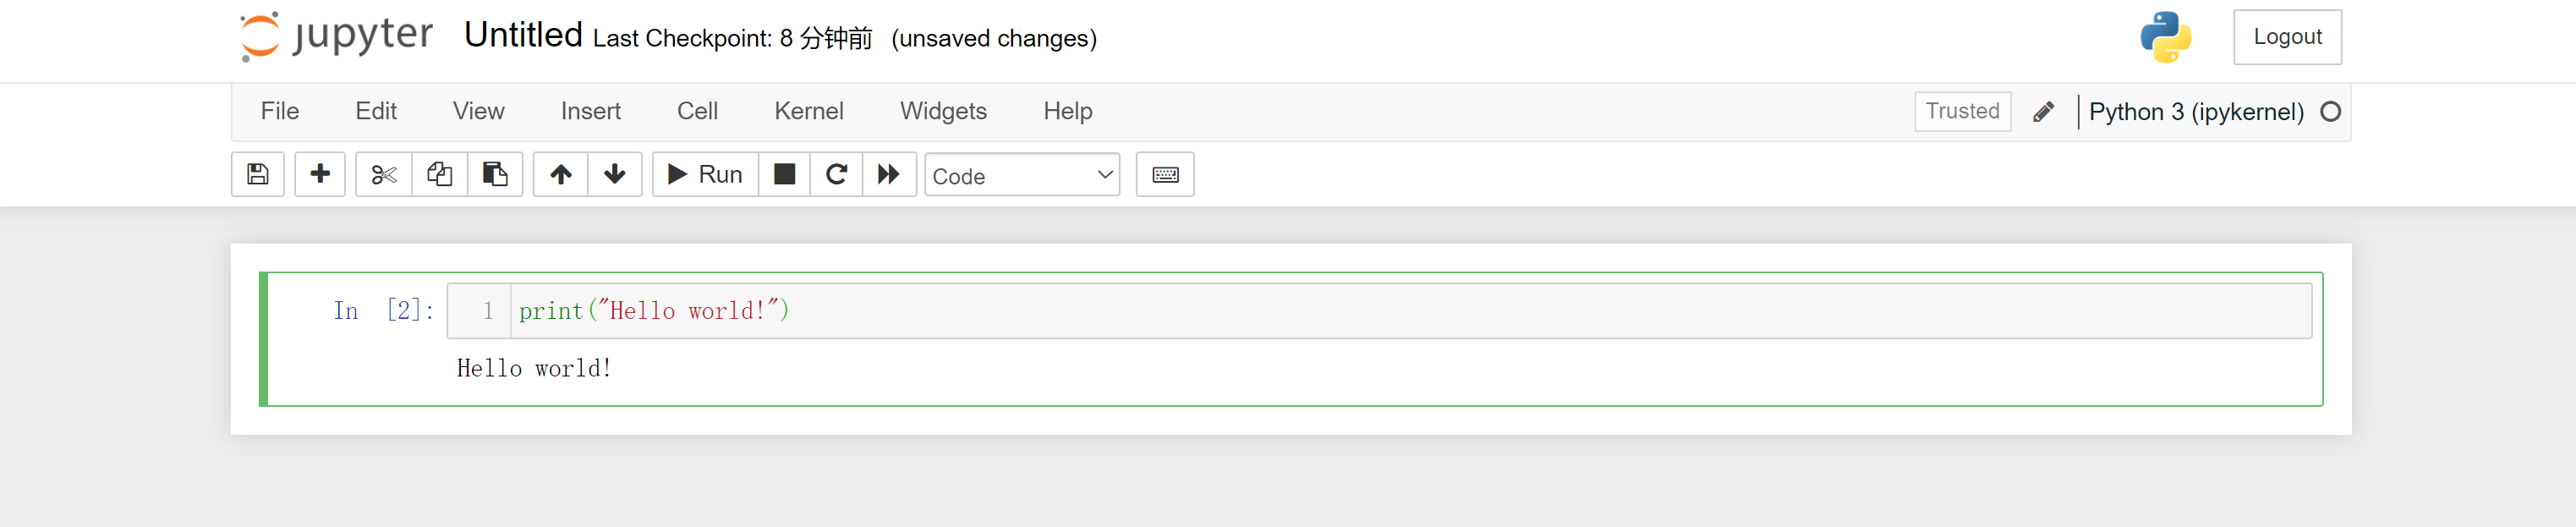 jupyter Untitled Last Checkpoint: 8 分钟前 (unsaved changes) Logout
File Edit View Insert Cell Kernel Widgets Help Trusted Python 3 (ipykernel)
Run Code
In [2]: 1 print("Hello world!")
Hello world!